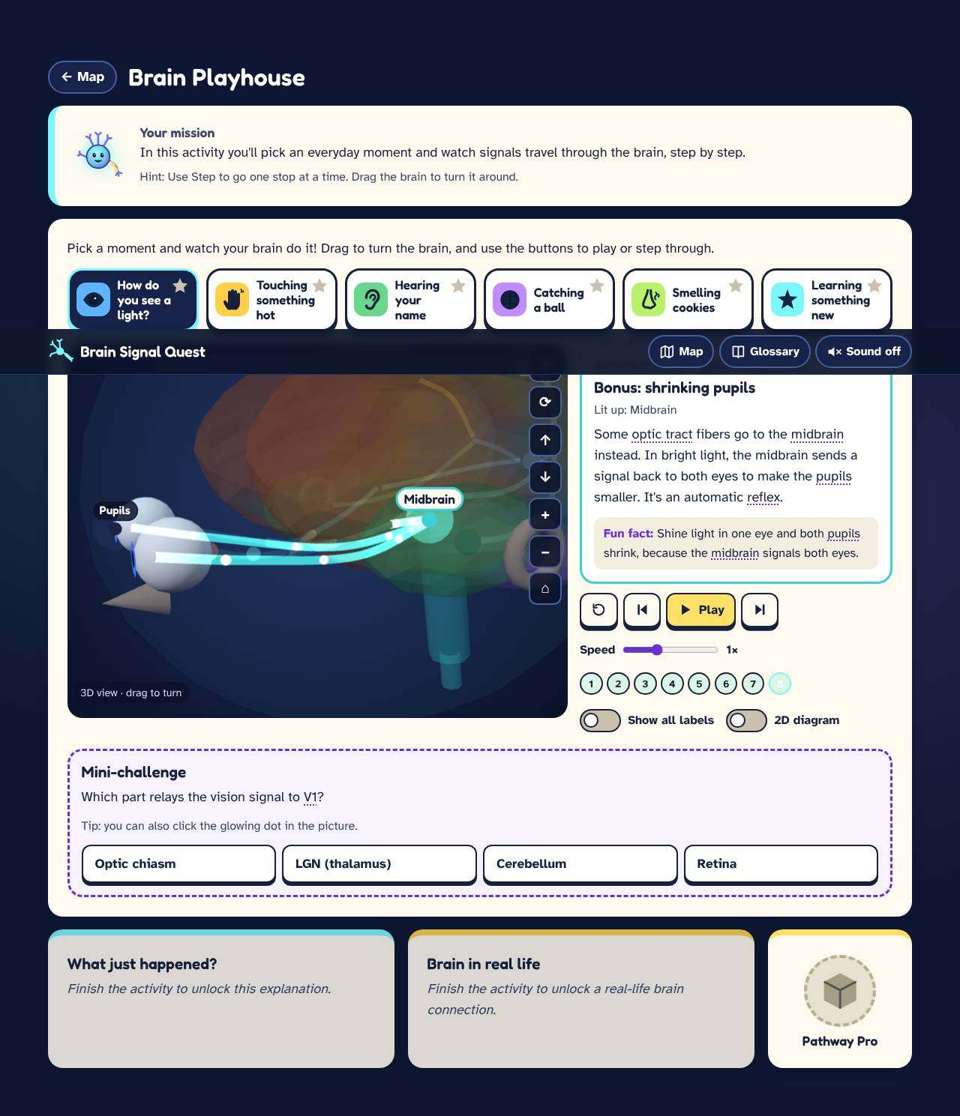 ← Map
Brain Playhouse
Your mission
In this activity you'll pick an everyday moment and watch signals travel through the brain, step by step.
Hint: Use Step to go one stop at a time. Drag the brain to turn it around.
Pick a moment and watch your brain do it! Drag to turn the brain, and use the buttons to play or step through.
How do
you see a
light?
Touching
something
hot
Hearing
your
name
Catching
a ball
Smelling
cookies
Learning
something
new
Brain Signal Quest
Map
Glossary
Sound off
Pupils
Midbrain
3D view · drag to turn
Bonus: shrinking pupils
Lit up: Midbrain
Some optic tract fibers go to the midbrain
instead. In bright light, the midbrain sends a
signal back to both eyes to make the pupils
smaller. It's an automatic reflex.
Fun fact: Shine light in one eye and both pupils
shrink, because the midbrain signals both eyes.
Play
Speed 1×
1 2 3 4 5 6 7 8
Show all labels
2D diagram
Mini-challenge
Which part relays the vision signal to V1?
Tip: you can also click the glowing dot in the picture.
Optic chiasm
LGN (thalamus)
Cerebellum
Retina
What just happened?
Finish the activity to unlock this explanation.
Brain in real life
Finish the activity to unlock a real-life brain
connection.
Pathway Pro